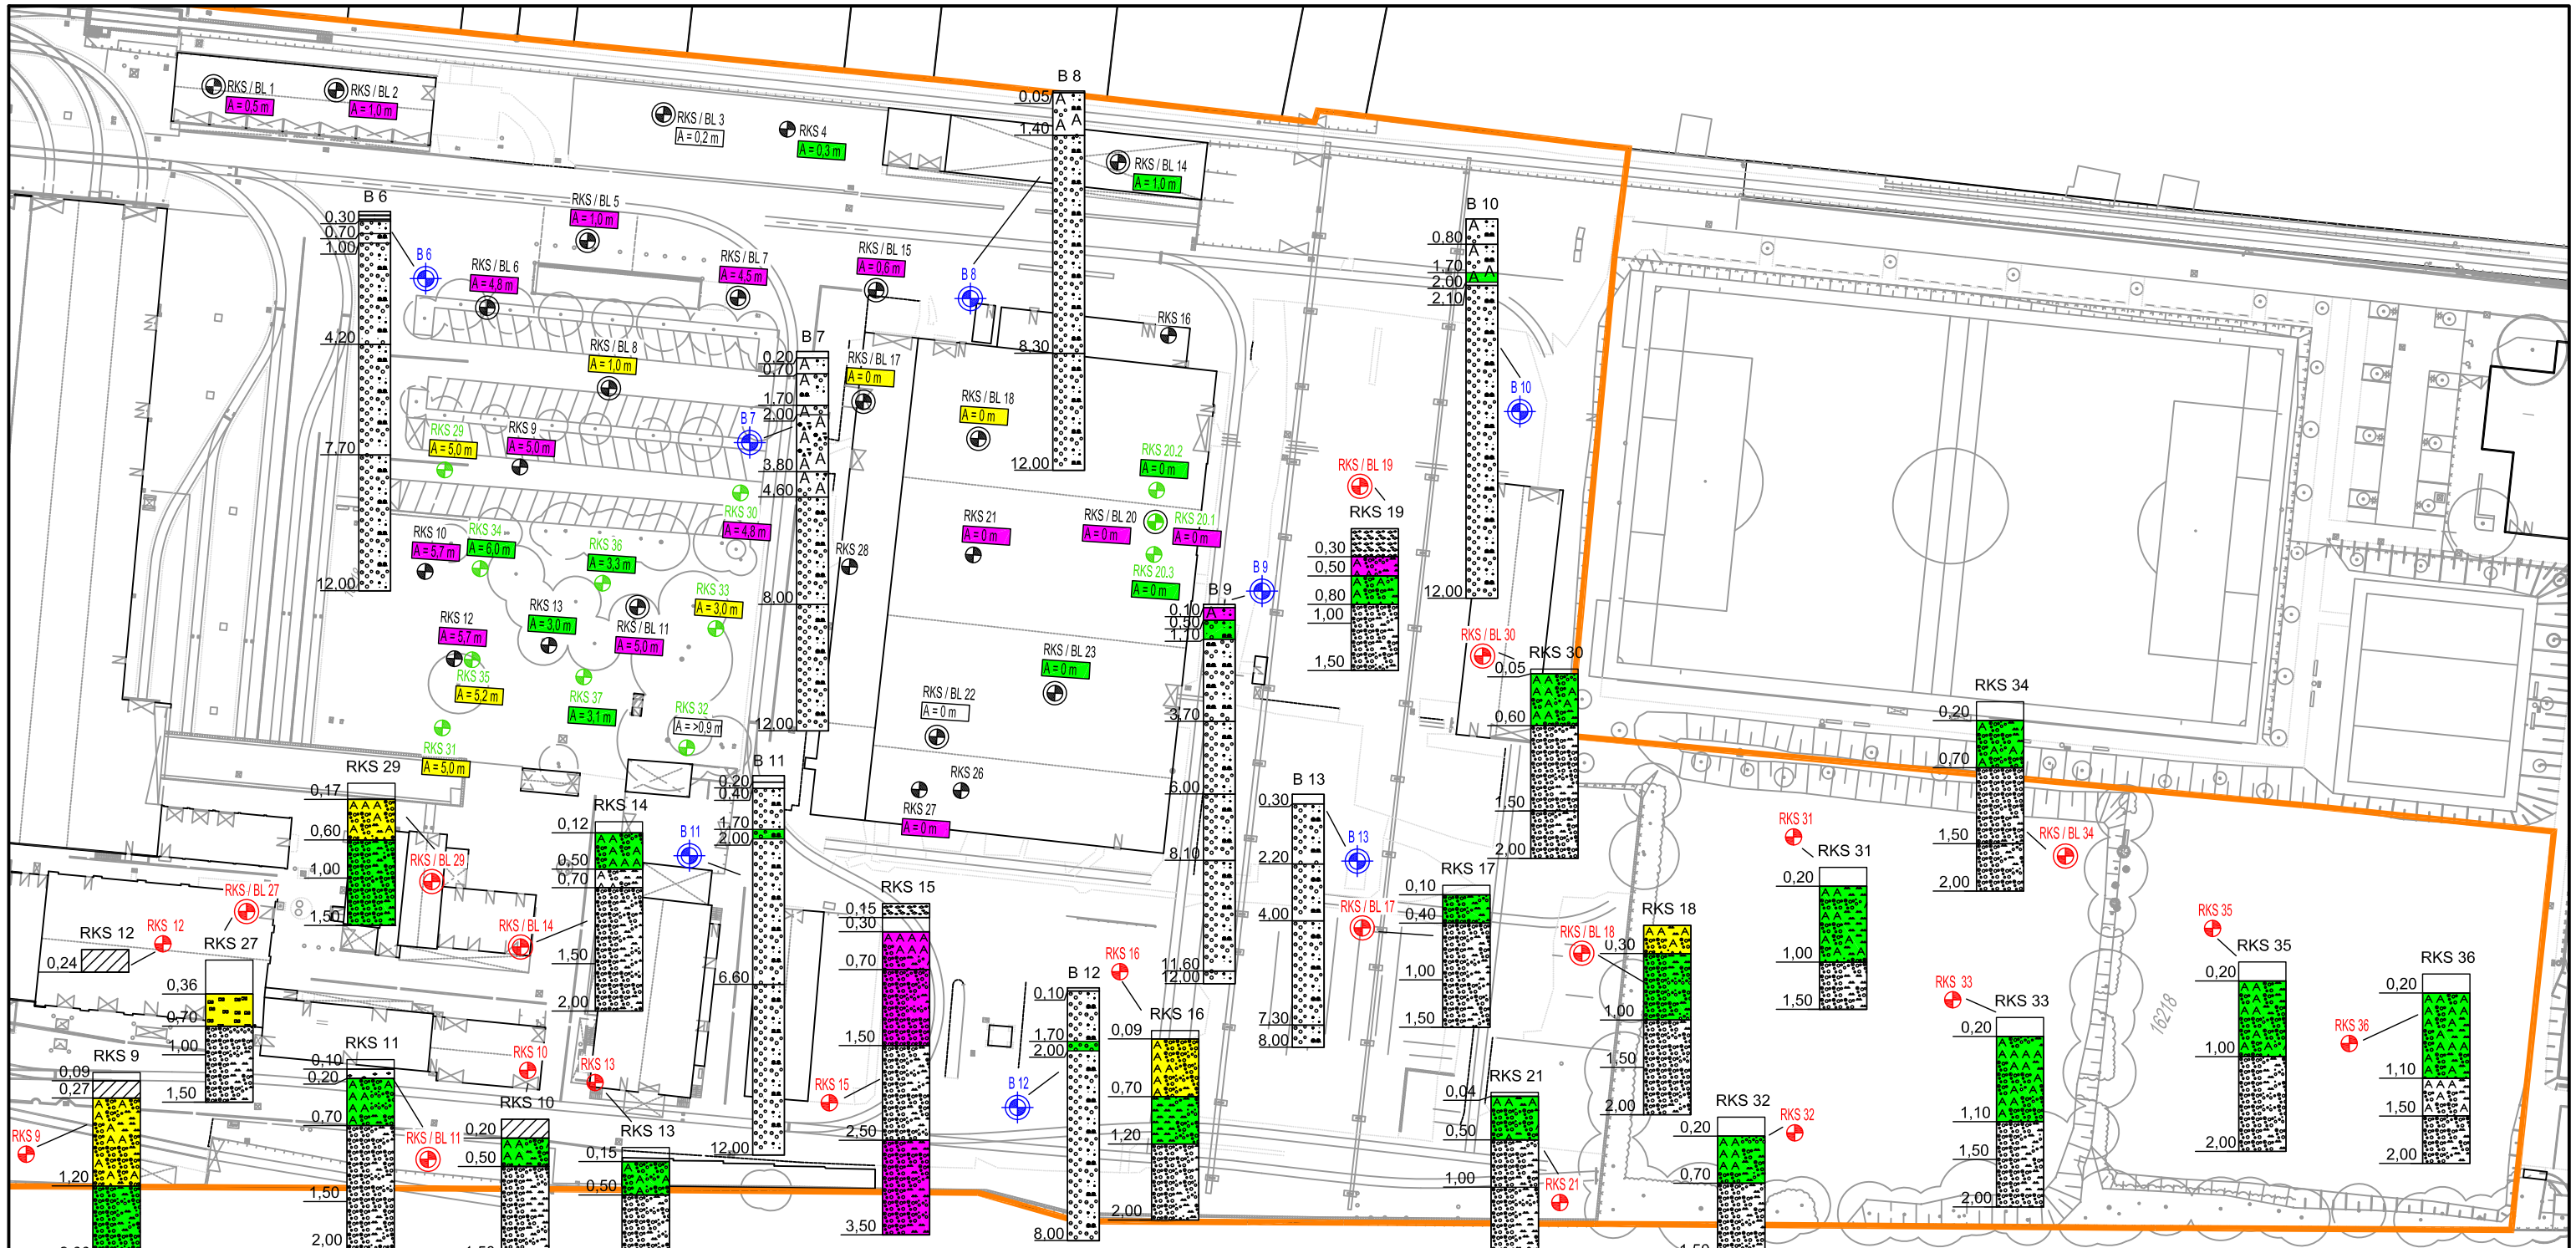 RKS / BL 1
A = 0,5 m
RKS / BL 2
A = 1,0 m
RKS / BL 3
A = 0,2 m
RKS 4
A = 0,3 m
B 8
0,05
1,40
8,30
12,00
RKS / BL 14
A = 1,0 m
B 6
0,30
0,70
1,00
4,20
7,70
12,00
B 6
RKS / BL 5
A = 1,0 m
RKS / BL 6
A = 4,8 m
RKS / BL 7
A = 4,5 m
RKS / BL 15
A = 0,6 m
B 8
B 10
0,80
1,70
2,00
2,10
12,00
B 10
RKS / BL 8
A = 1,0 m
B 7
0,20
0,70
1,70
2,00
3,80
4,60
8,00
12,00
RKS / BL 17
A = 0 m
RKS 16
RKS / BL 18
A = 0 m
B 7
RKS 29
A = 5,0 m
RKS 9
A = 5,0 m
RKS 30
A = 4,8 m
RKS 20.2
A = 0 m
RKS / BL 19
RKS 19
0,30
0,50
0,80
1,00
1,50
RKS 10
A = 5,7 m
RKS 34
A = 6,0 m
RKS 36
A = 3,3 m
RKS 28
RKS 21
A = 0 m
RKS / BL 20
A = 0 m
RKS 20.1
A = 0 m
RKS 20.3
A = 0 m
B 9
B 9
0,10
0,50
1,10
3,70
6,00
8,10
11,60
12,00
RKS 12
A = 5,7 m
RKS 13
A = 3,0 m
RKS / BL 11
A = 5,0 m
RKS 33
A = 3,0 m
RKS 35
A = 5,2 m
RKS 37
A = 3,1 m
RKS 32
A = >0,9 m
RKS 31
A = 5,0 m
RKS / BL 23
A = 0 m
RKS / BL 22
A = 0 m
RKS 26
RKS 27
A = 0 m
RKS / BL 30
RKS 30
0,05
0,60
1,50
2,00
RKS 34
0,20
0,70
1,50
2,00
RKS / BL 34
RKS 29
0,17
0,60
1,00
1,50
RKS / BL 29
RKS 14
0,12
0,50
0,70
1,50
2,00
RKS / BL 14
B 11
0,20
0,40
1,70
2,00
6,60
12,00
B 11
B 13
0,30
2,20
4,00
7,30
8,00
B 13
RKS 31
RKS 31
0,20
1,00
1,50
RKS / BL 27
RKS 27
0,36
0,70
1,00
1,50
RKS 12
RKS 12
0,24
RKS 15
0,15
0,30
0,70
1,50
2,50
3,50
RKS 15
RKS 17
0,10
0,40
1,00
1,50
RKS / BL 17
RKS / BL 18
RKS 18
0,30
1,00
1,50
2,00
RKS 35
RKS 35
0,20
1,00
2,00
RKS 36
0,20
1,10
1,50
2,00
RKS 36
RKS 33
RKS 33
0,20
1,10
1,50
2,00
16218
B 12
0,10
1,70
2,00
8,00
B 12
RKS 16
RKS 16
0,09
0,70
1,20
2,00
RKS 9
0,09
0,27
1,20
RKS 9
RKS 11
0,10
0,20
0,70
1,50
2,00
RKS / BL 11
RKS 10
RKS 10
0,20
0,50
RKS 13
RKS 13
0,15
0,50
RKS 21
0,04
0,50
1,00
RKS 21
RKS 32
0,20
0,70
RKS 32